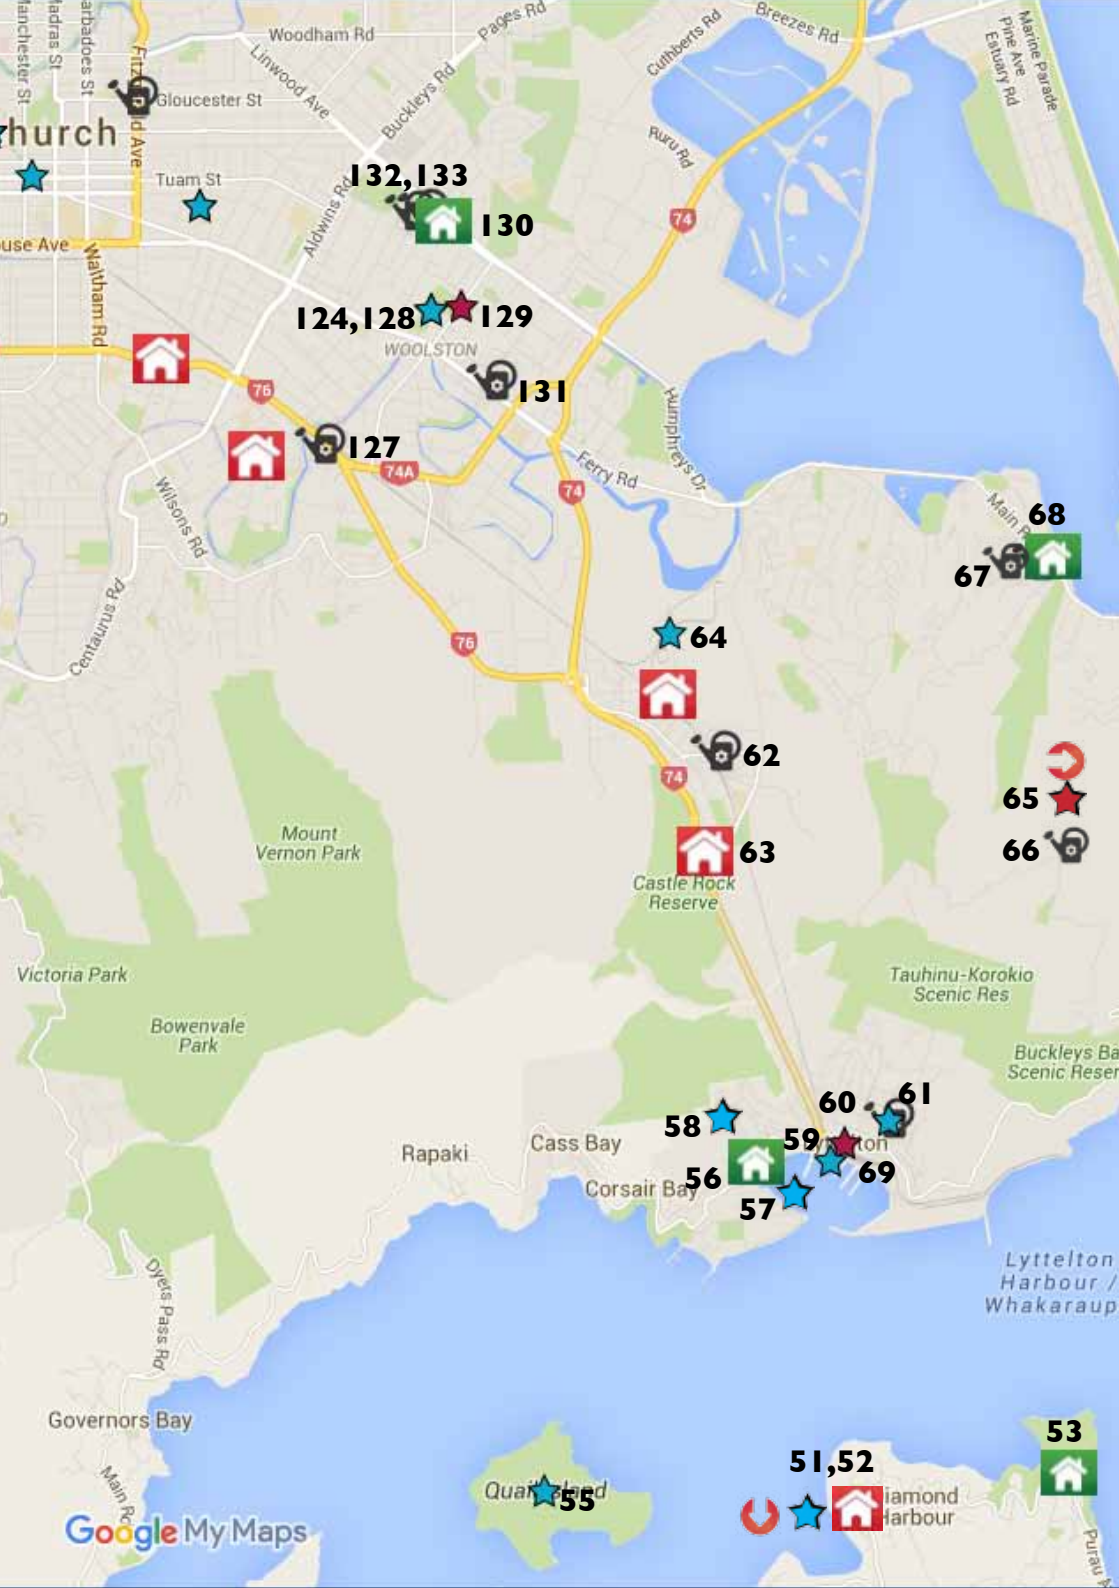 Manchester St
Madras St
Barbadoes St
Fitzgerald Ave
Woodham Rd
Linwood Ave
Pages Rd
Buckleys Rd
Cuthberts Rd
Breezes Rd
Marine Parade
Pine Ave
Estuary Rd
Gloucester St
hurch
Ruru Rd
Tuam St
132,133
Aldwins Rd
130
74
use Ave
Waltham Rd
124,128
129
WOOLSTON
76
131
Humphreys Dr
127
74A
Ferry Rd
74
Wilsons Rd
Main R
68
67
Centaurus Rd
64
76
62
74
65
66
Mount
Vernon Park
63
Castle Rock
Reserve
Victoria Park
Tauhinu-Korokio
Scenic Res
Bowenvale
Park
Buckleys Ba
Scenic Reser
61
60
58
59
Rapaki
Cass Bay
69
56
Corsair Bay
57
Lyttelton
Harbour /
Whakaraup
Dyers Pass Rd
Governors Bay
53
51,52
Main Rd
Quail Island
55
iamond
Harbour
Purau
Google My Maps